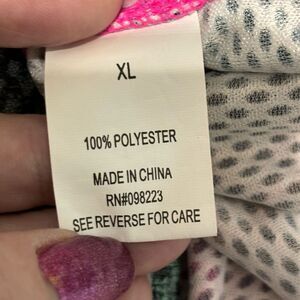 XL
100% POLYESTER
MADE IN CHINA
RN#098223
SEE REVERSE FOR CARE